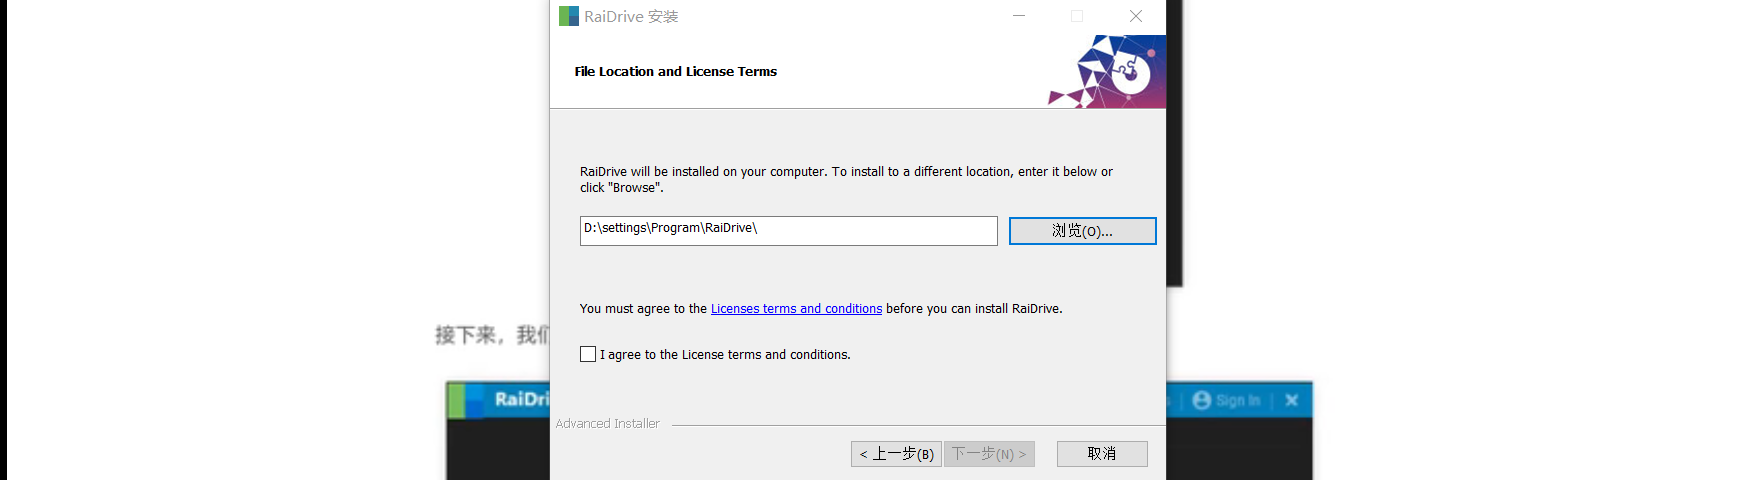 RaiDrive 安装
File Location and License Terms
RaiDrive will be installed on your computer. To install to a different location, enter it below or
click "Browse".
D:\settings\Program\RaiDrive\
浏览(O)...
You must agree to the Licenses terms and conditions before you can install RaiDrive.
接下来，我们
I agree to the License terms and conditions.
RaiDri
Sign In
Advanced Installer
< 上一步(B)
下一步(N) >
取消